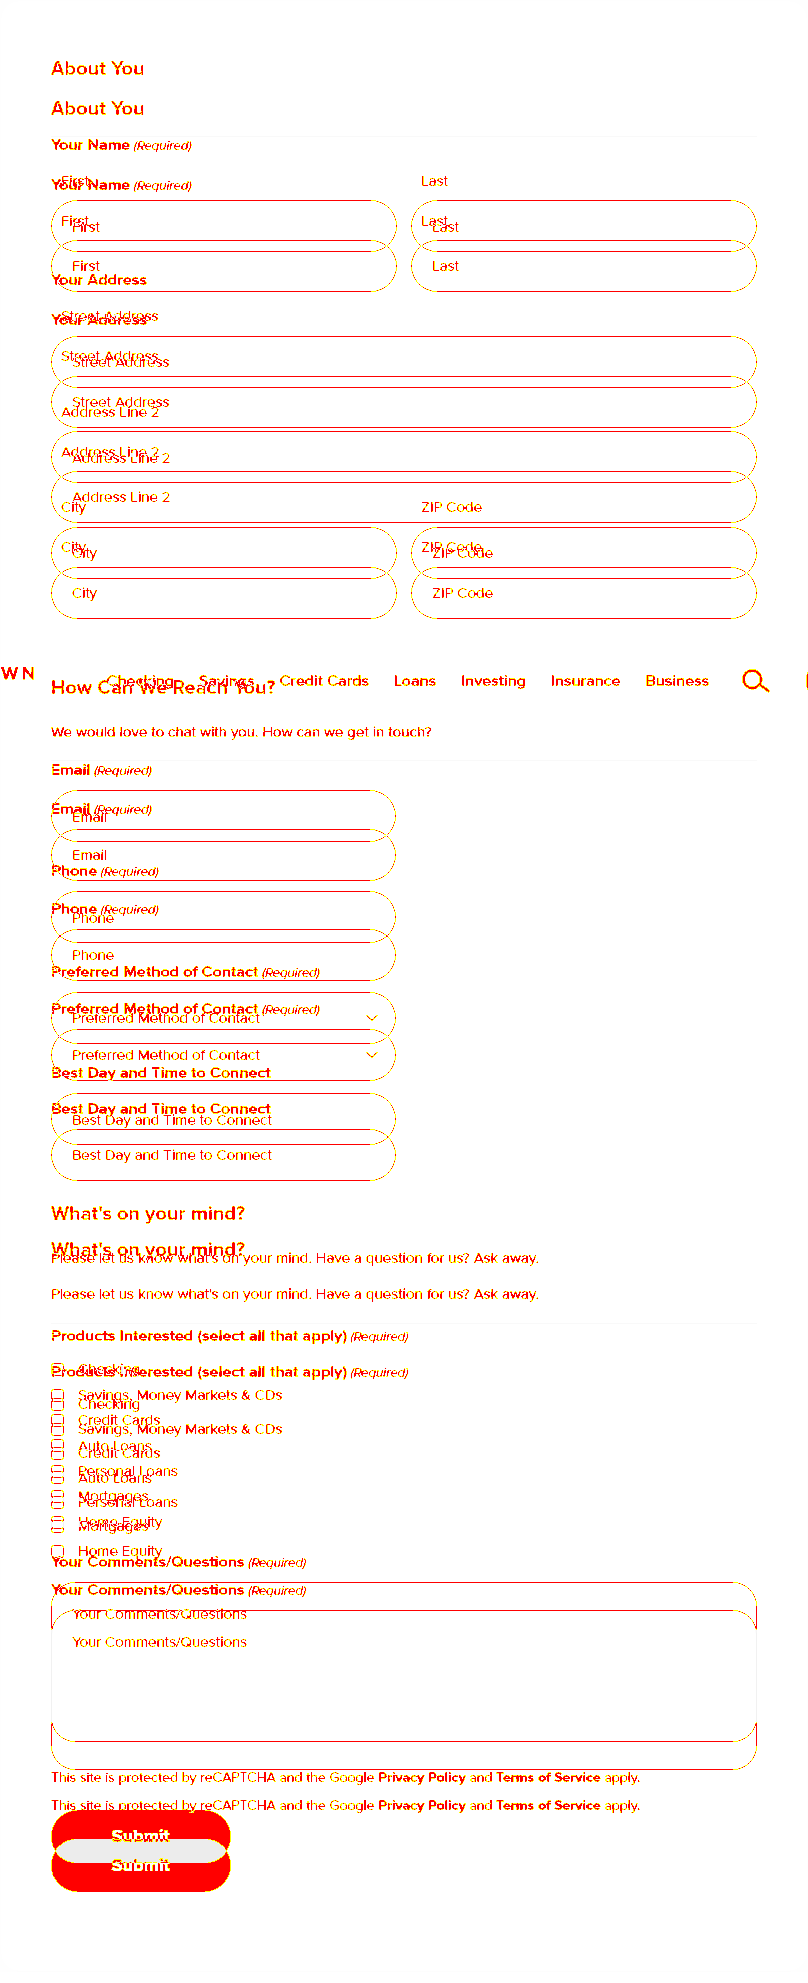 About You
About You
Your Name (Required)
First Last
Your Name (Required)
First Last
First Last
First Last
Your Address
Street Address
Your Address
Street Address
Street Address
Street Address
Address Line 2
Address Line 2
Address Line 2
Address Line 2
City ZIP Code
City ZIP Code
City ZIP Code
City ZIP Code
WN Checking Savings Credit Cards Loans Investing Insurance Business
How Can We Reach You?
We would love to chat with you. How can we get in touch?
Email (Required)
Email (Required)
Email
Email
Phone (Required)
Phone (Required)
Phone
Phone
Preferred Method of Contact (Required)
Preferred Method of Contact (Required)
Preferred Method of Contact
Preferred Method of Contact
Best Day and Time to Connect
Best Day and Time to Connect
Best Day and Time to Connect
Best Day and Time to Connect
What's on your mind?
What's on your mind?
Please let us know what's on your mind. Have a question for us? Ask away.
Please let us know what's on your mind. Have a question for us? Ask away.
Products Interested (select all that apply) (Required)
Checking
Products Interested (select all that apply) (Required)
Savings, Money Markets & CDs
Checking
Credit Cards
Savings, Money Markets & CDs
Auto Loans
Credit Cards
Personal Loans
Auto Loans
Mortgages
Personal Loans
Home Equity
Mortgages
Home Equity
Your Comments/Questions (Required)
Your Comments/Questions (Required)
Your Comments/Questions
Your Comments/Questions
This site is protected by reCAPTCHA and the Google Privacy Policy and Terms of Service apply.
This site is protected by reCAPTCHA and the Google Privacy Policy and Terms of Service apply.
Submit
Submit